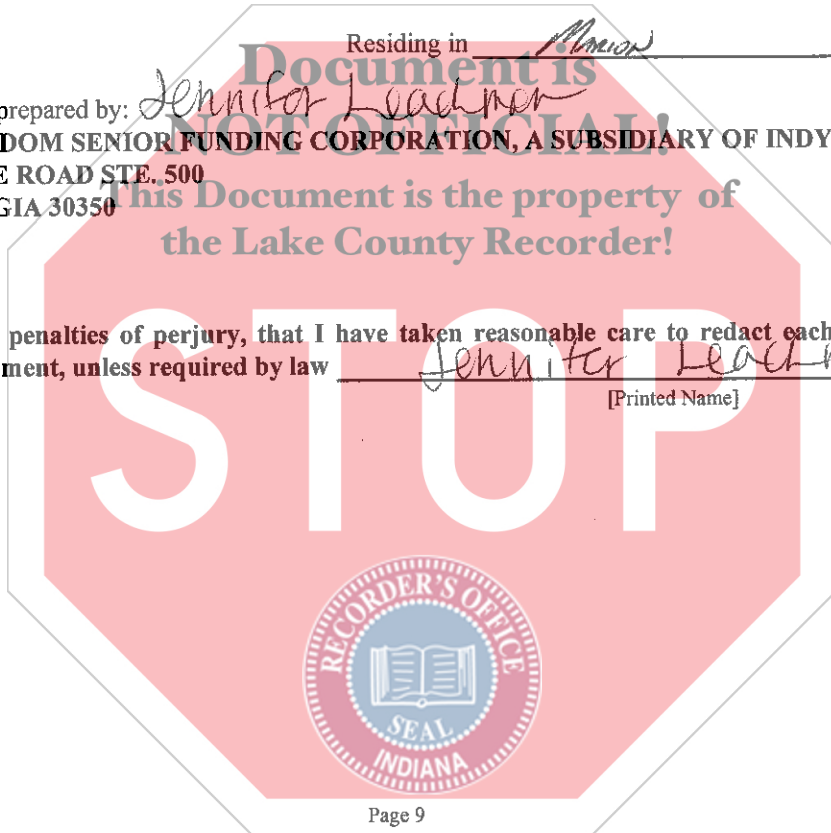 Residing in Marion
Document is
prepared by: Jennifer Leachman
NOT OFFICIAL!
DOM SENIOR FUNDING CORPORATION, A SUBSIDIARY OF INDY
E ROAD STE. 500
This Document is the property of
GIA 30350
the Lake County Recorder!
penalties of perjury, that I have taken reasonable care to redact each
ment, unless required by law Jennifer Leach
[Printed Name]
STOP
RECORDER'S OFFICE
SEAL
INDIANA
Page 9